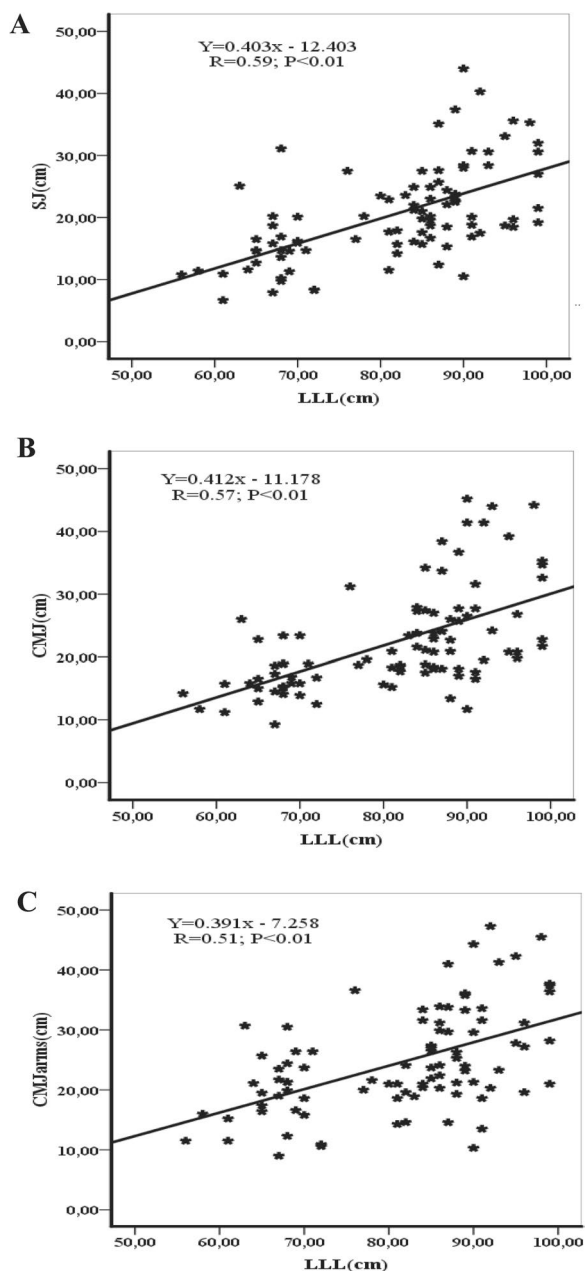 A
Y=0.403x - 12.403
R=0.59; P<0.01
50,00
40,00
30,00
20,00
10,00
0,00
SJ(cm)
50,00 60,00 70,00 80,00 90,00 100,00
LLL(cm)
B
Y=0.412x - 11.178
R=0.57; P<0.01
50,00
40,00
30,00
20,00
10,00
0,00
CMJ(cm)
50,00 60,00 70,00 80,00 90,00 100,00
LLL(cm)
C
Y=0.391x - 7.258
R=0.51; P<0.01
50,00
40,00
30,00
20,00
10,00
0,00
CMJarms(cm)
50,00 60,00 70,00 80,00 90,00 100,00
LLL(cm)